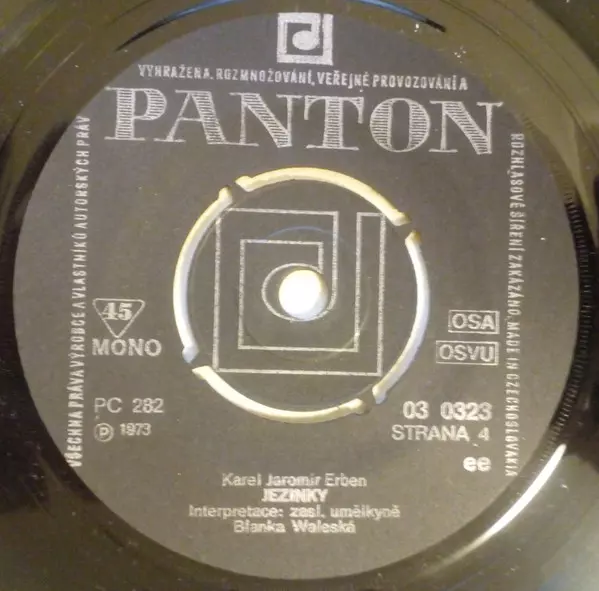 VYHRAŽENA. ROZMNOŽOVÁNÍ, VEŘEJNÉ PROVOZOVÁNÍ A
PANTON
VŠECHNA PRÁVA VÝROBCE A VLASTNÍKŮ AUTORSKÝCH PRÁV
ROZHLASOVÉ ŠÍŘENÍ ZAKÁZÁNO. MADE IN CZECHOSLOVAKIA
45
MONO
OSA
OSVU
PC 282
℗ 1973
03 0323
STRANA 4
ee
Karel Jaromír Erben
JEZINKY
Interpretace: zasl. umělkyně
Blanka Waleská